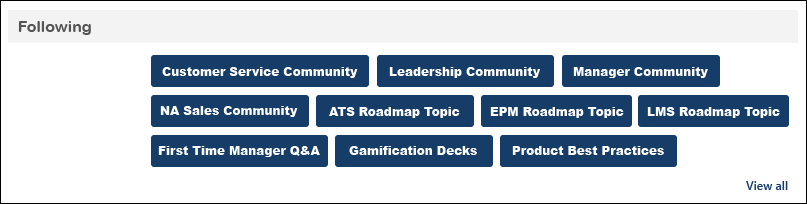 Following
Customer Service Community Leadership Community Manager Community
NA Sales Community ATS Roadmap Topic EPM Roadmap Topic LMS Roadmap Topic
First Time Manager Q&A Gamification Decks Product Best Practices
View all